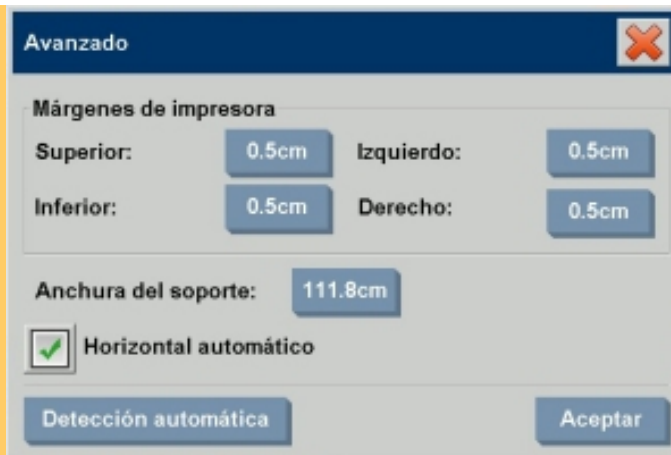 Avanzado
Márgenes de impresora
Superior: 0.5cm Izquierdo: 0.5cm
Inferior: 0.5cm Derecho: 0.5cm
Anchura del soporte: 111.8cm
Horizontal automático
Detección automática Aceptar